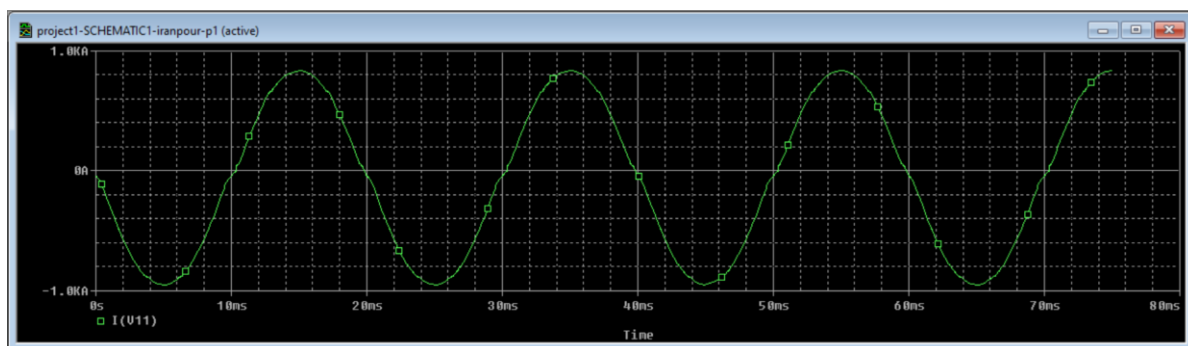 project1-SCHEMATIC1-iranpour-p1 (active)
1.0KA
0A
-1.0KA
0s 10ms 20ms 30ms 40ms 50ms 60ms 70ms 80ms
I(V11)
Time